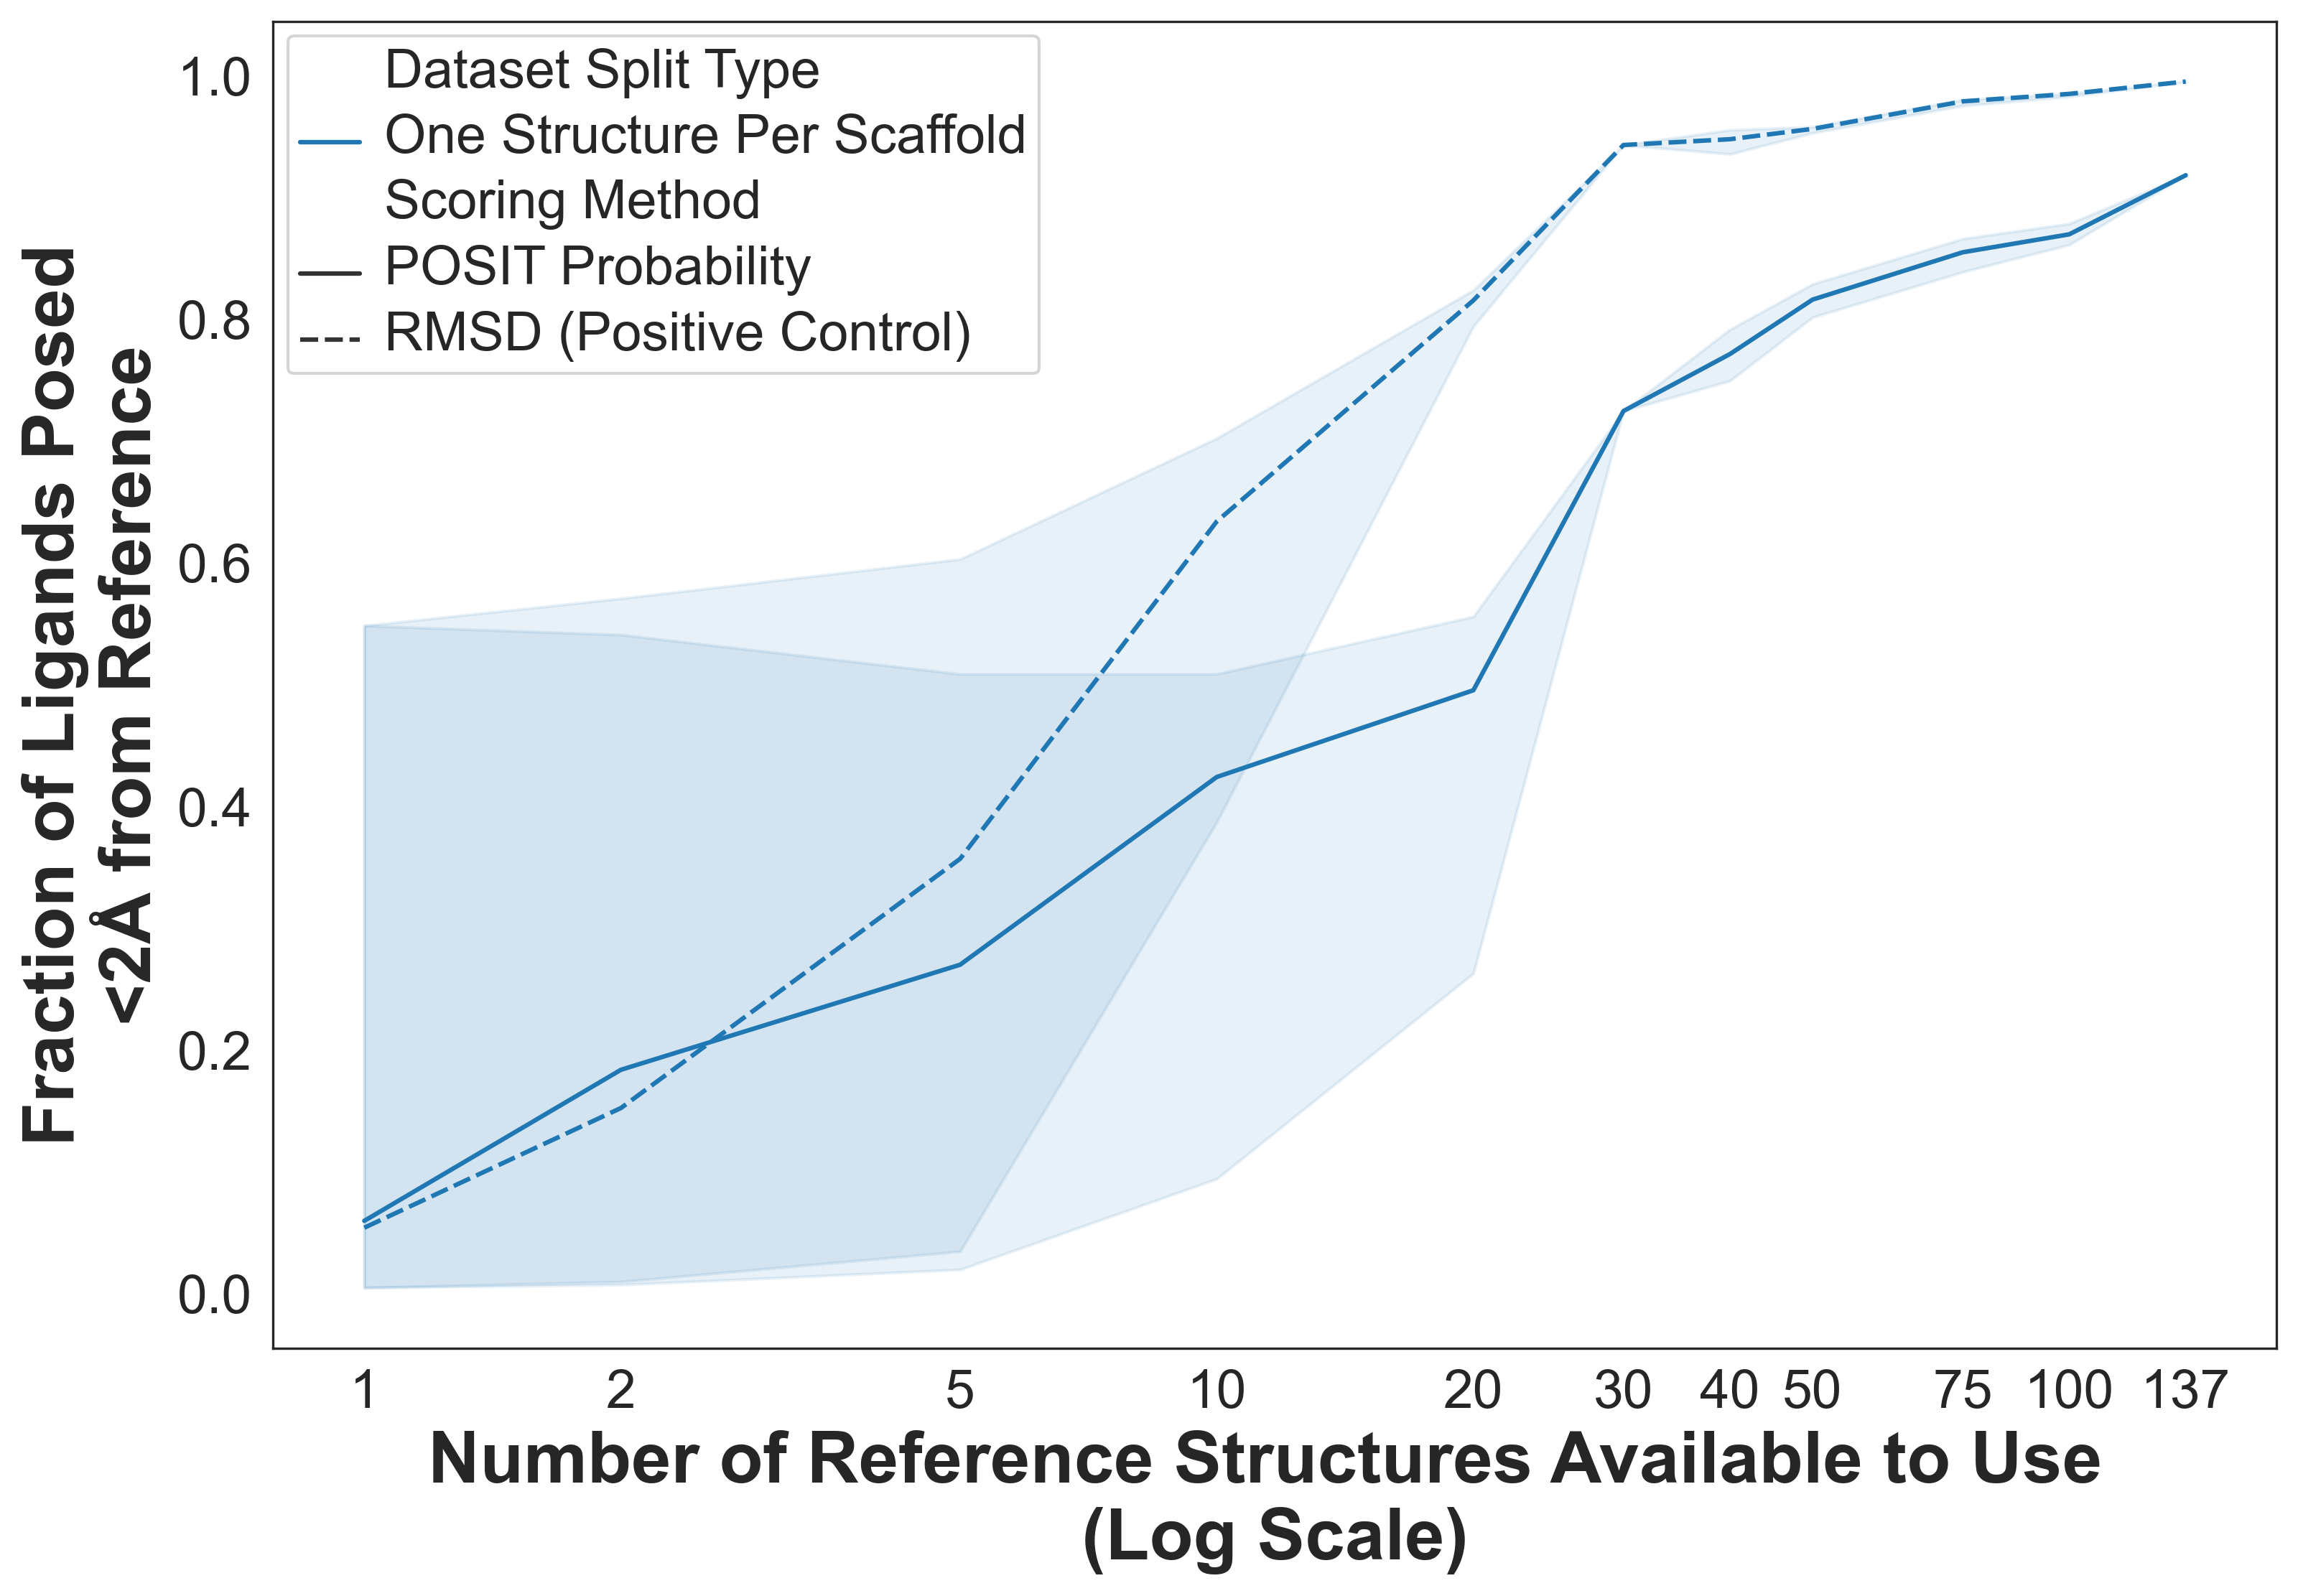 Fraction of Ligands Posed
<2Å from Reference
1.0
0.8
0.6
0.4
0.2
0.0
Dataset Split Type
One Structure Per Scaffold
Scoring Method
POSIT Probability
RMSD (Positive Control)
1 2 5 10 20 30 40 50 75 100 137
Number of Reference Structures Available to Use
(Log Scale)